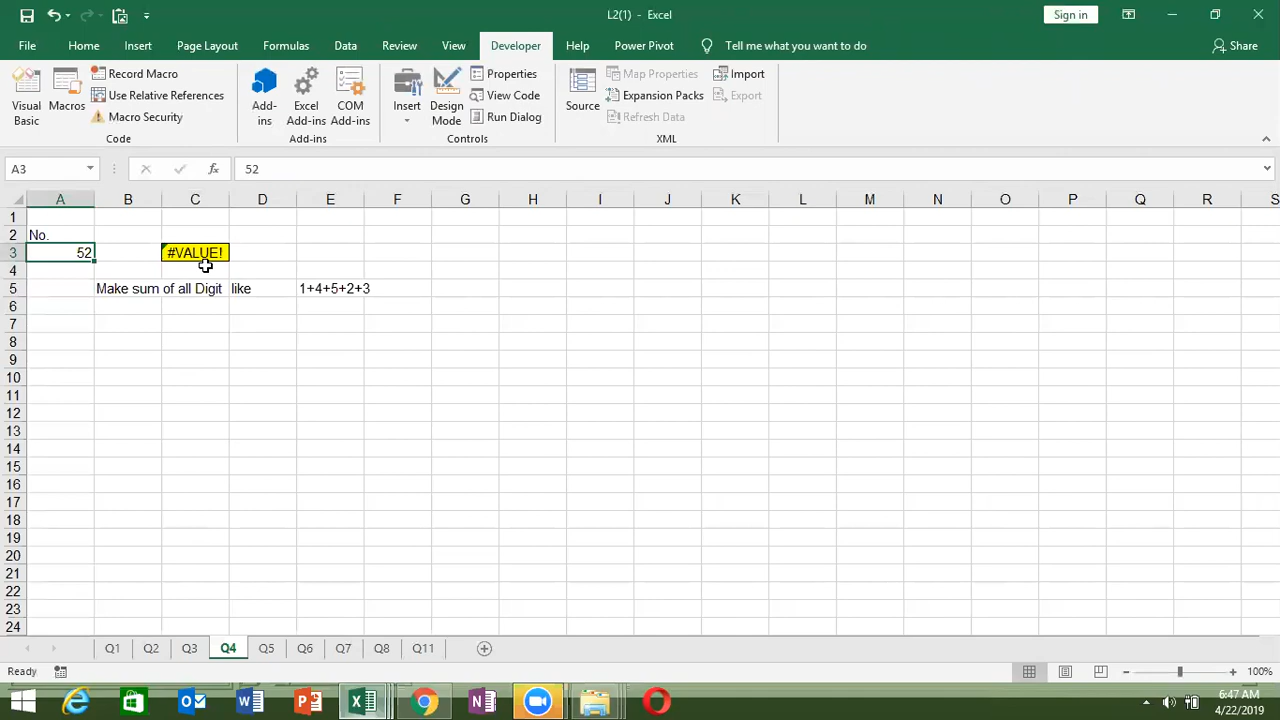 L2(1) - Excel
Sign in
File Home Insert Page Layout Formulas Data Review View Developer Help Power Pivot Tell me what you want to do Share
Visual Basic
Macros
Record Macro
Use Relative References
Macro Security
Code
Add-ins
Excel Add-ins
COM Add-ins
Add-ins
Insert
Design Mode
Properties
View Code
Run Dialog
Controls
Source
Map Properties
Expansion Packs
Refresh Data
Import
Export
XML
A3 fx 52
A B C D E F G H I J K L M N O P Q R S
1
2 No.
3 52 #VALUE!
4
5 Make sum of all Digit like 1+4+5+2+3
6
7
8
9
10
11
12
13
14
15
16
17
18
19
20
21
22
23
24
Q1 Q2 Q3 Q4 Q5 Q6 Q7 Q8 Q11
Ready 100%
6:47 AM
4/22/2019